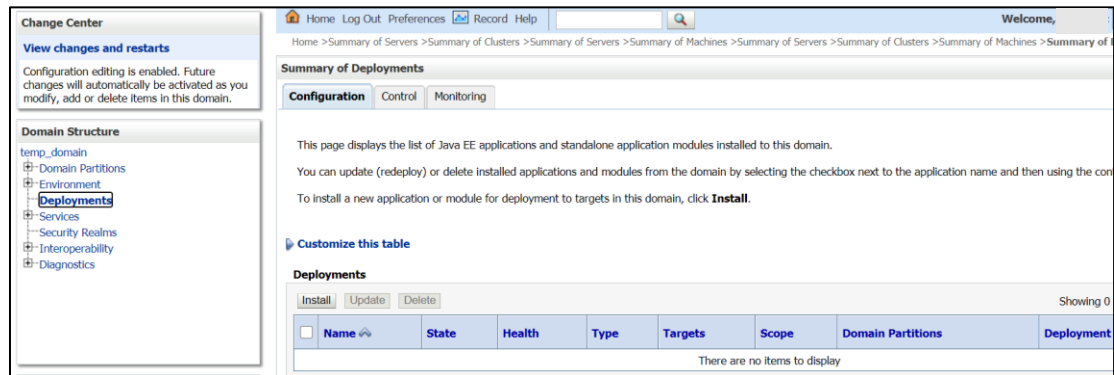 Change Center
View changes and restarts
Configuration editing is enabled. Future
changes will automatically be activated as you
modify, add or delete items in this domain.
Domain Structure
temp_domain
Domain Partitions
Environment
Deployments
Services
Security Realms
Interoperability
Diagnostics
Home Log Out Preferences Record Help
Welcome,
Home >Summary of Servers >Summary of Clusters >Summary of Servers >Summary of Machines >Summary of Servers >Summary of Clusters >Summary of Machines >Summary of
Summary of Deployments
Configuration Control Monitoring
This page displays the list of Java EE applications and standalone application modules installed to this domain.
You can update (redeploy) or delete installed applications and modules from the domain by selecting the checkbox next to the application name and then using the con
To install a new application or module for deployment to targets in this domain, click Install.
Customize this table
Deployments
Install Update Delete
Showing 0
Name State Health Type Targets Scope Domain Partitions Deployment
There are no items to display